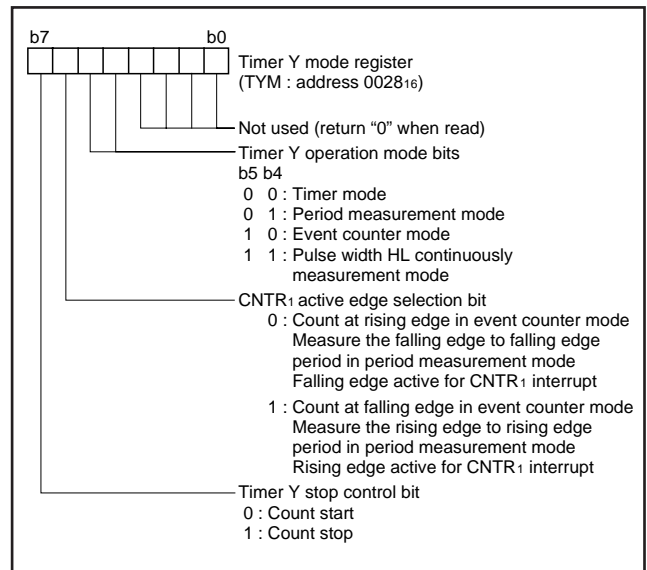 b7 b0
Timer Y mode register
(TYM : address 002816)
Not used (return “0” when read)
Timer Y operation mode bits
b5 b4
0 0 : Timer mode
0 1 : Period measurement mode
1 0 : Event counter mode
1 1 : Pulse width HL continuously
measurement mode
CNTR1 active edge selection bit
0 : Count at rising edge in event counter mode
Measure the falling edge to falling edge
period in period measurement mode
Falling edge active for CNTR1 interrupt
1 : Count at falling edge in event counter mode
Measure the rising edge to rising edge
period in period measurement mode
Rising edge active for CNTR1 interrupt
Timer Y stop control bit
0 : Count start
1 : Count stop